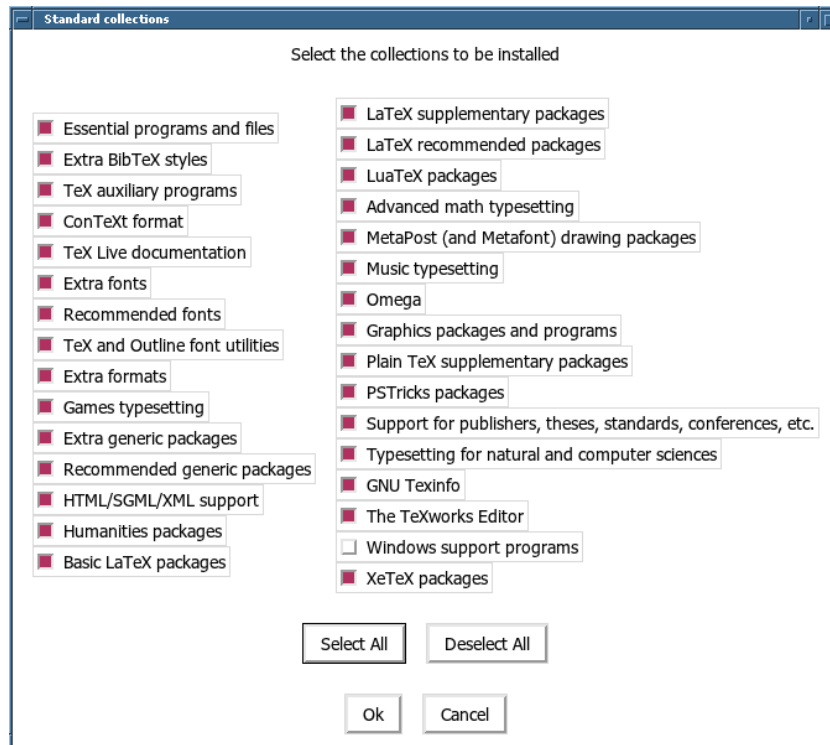 Standard collections
Select the collections to be installed
Essential programs and files
Extra BibTeX styles
TeX auxiliary programs
ConTeXt format
TeX Live documentation
Extra fonts
Recommended fonts
TeX and Outline font utilities
Extra formats
Games typesetting
Extra generic packages
Recommended generic packages
HTML/SGML/XML support
Humanities packages
Basic LaTeX packages
LaTeX supplementary packages
LaTeX recommended packages
LuaTeX packages
Advanced math typesetting
MetaPost (and Metafont) drawing packages
Music typesetting
Omega
Graphics packages and programs
Plain TeX supplementary packages
PSTricks packages
Support for publishers, theses, standards, conferences, etc.
Typesetting for natural and computer sciences
GNU Texinfo
The TeXworks Editor
Windows support programs
XeTeX packages
Select All
Deselect All
Ok
Cancel